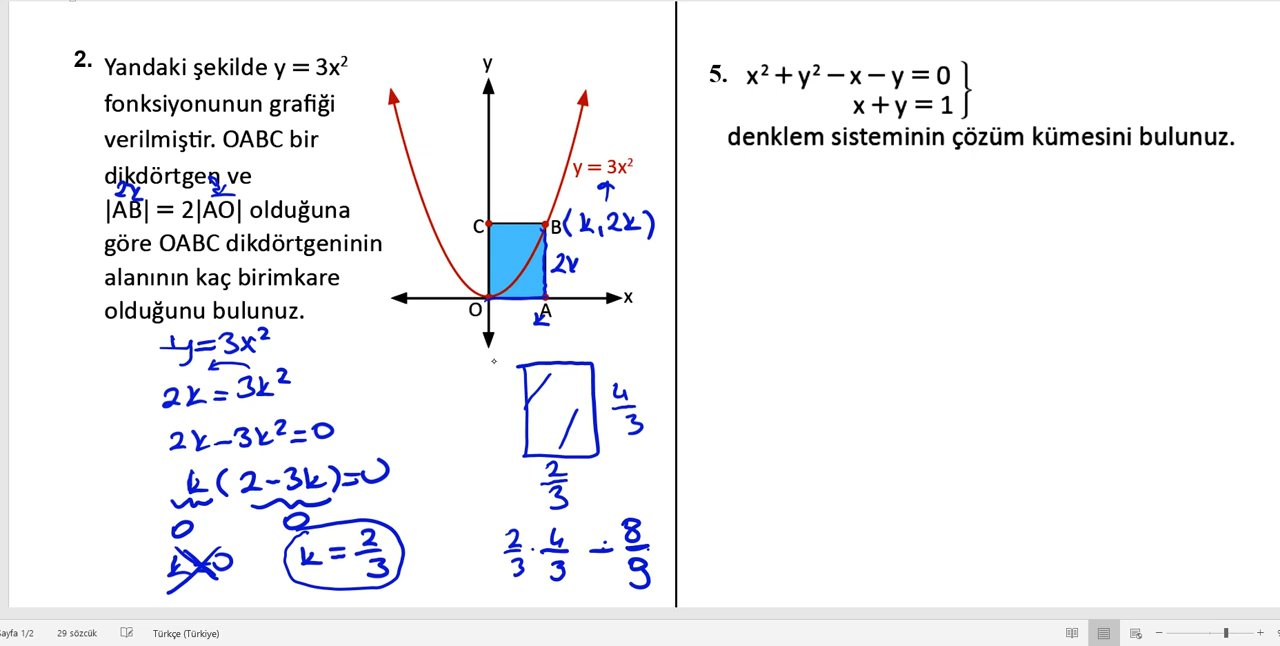 2. Yandaki şekilde y = 3x²
fonksiyonunun grafiği
verilmiştir. OABC bir
dikdörtgen ve
2k k
|AB| = 2|AO| olduğuna
göre OABC dikdörtgeninin
alanının kaç birimkare
olduğunu bulunuz.
y=3x²
2k = 3k²
2k-3k²=0
k(2-3k)=0
0 0
k=0 k=2/3
y
y = 3x²
C B(k,2k)
2k
O A x
k
4/3
2/3
2/3 . 4/3 = 8/9
5. x² + y² − x − y = 0
x + y = 1
denklem sisteminin çözüm kümesini bulunuz.
Sayfa 1/2 29 sözcük Türkçe (Türkiye)